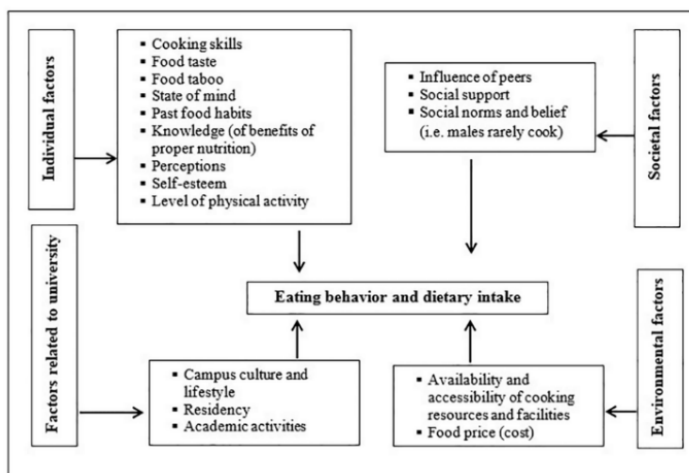 Individual factors
▪ Cooking skills
▪ Food taste
▪ Food taboo
▪ State of mind
▪ Past food habits
▪ Knowledge (of benefits of
proper nutrition)
▪ Perceptions
▪ Self-esteem
▪ Level of physical activity
▪ Influence of peers
▪ Social support
▪ Social norms and belief
(i.e. males rarely cook)
Societal factors
Eating behavior and dietary intake
Factors related to university
▪ Campus culture and
lifestyle
▪ Residency
▪ Academic activities
▪ Availability and
accessibility of cooking
resources and facilities
▪ Food price (cost)
Environmental factors